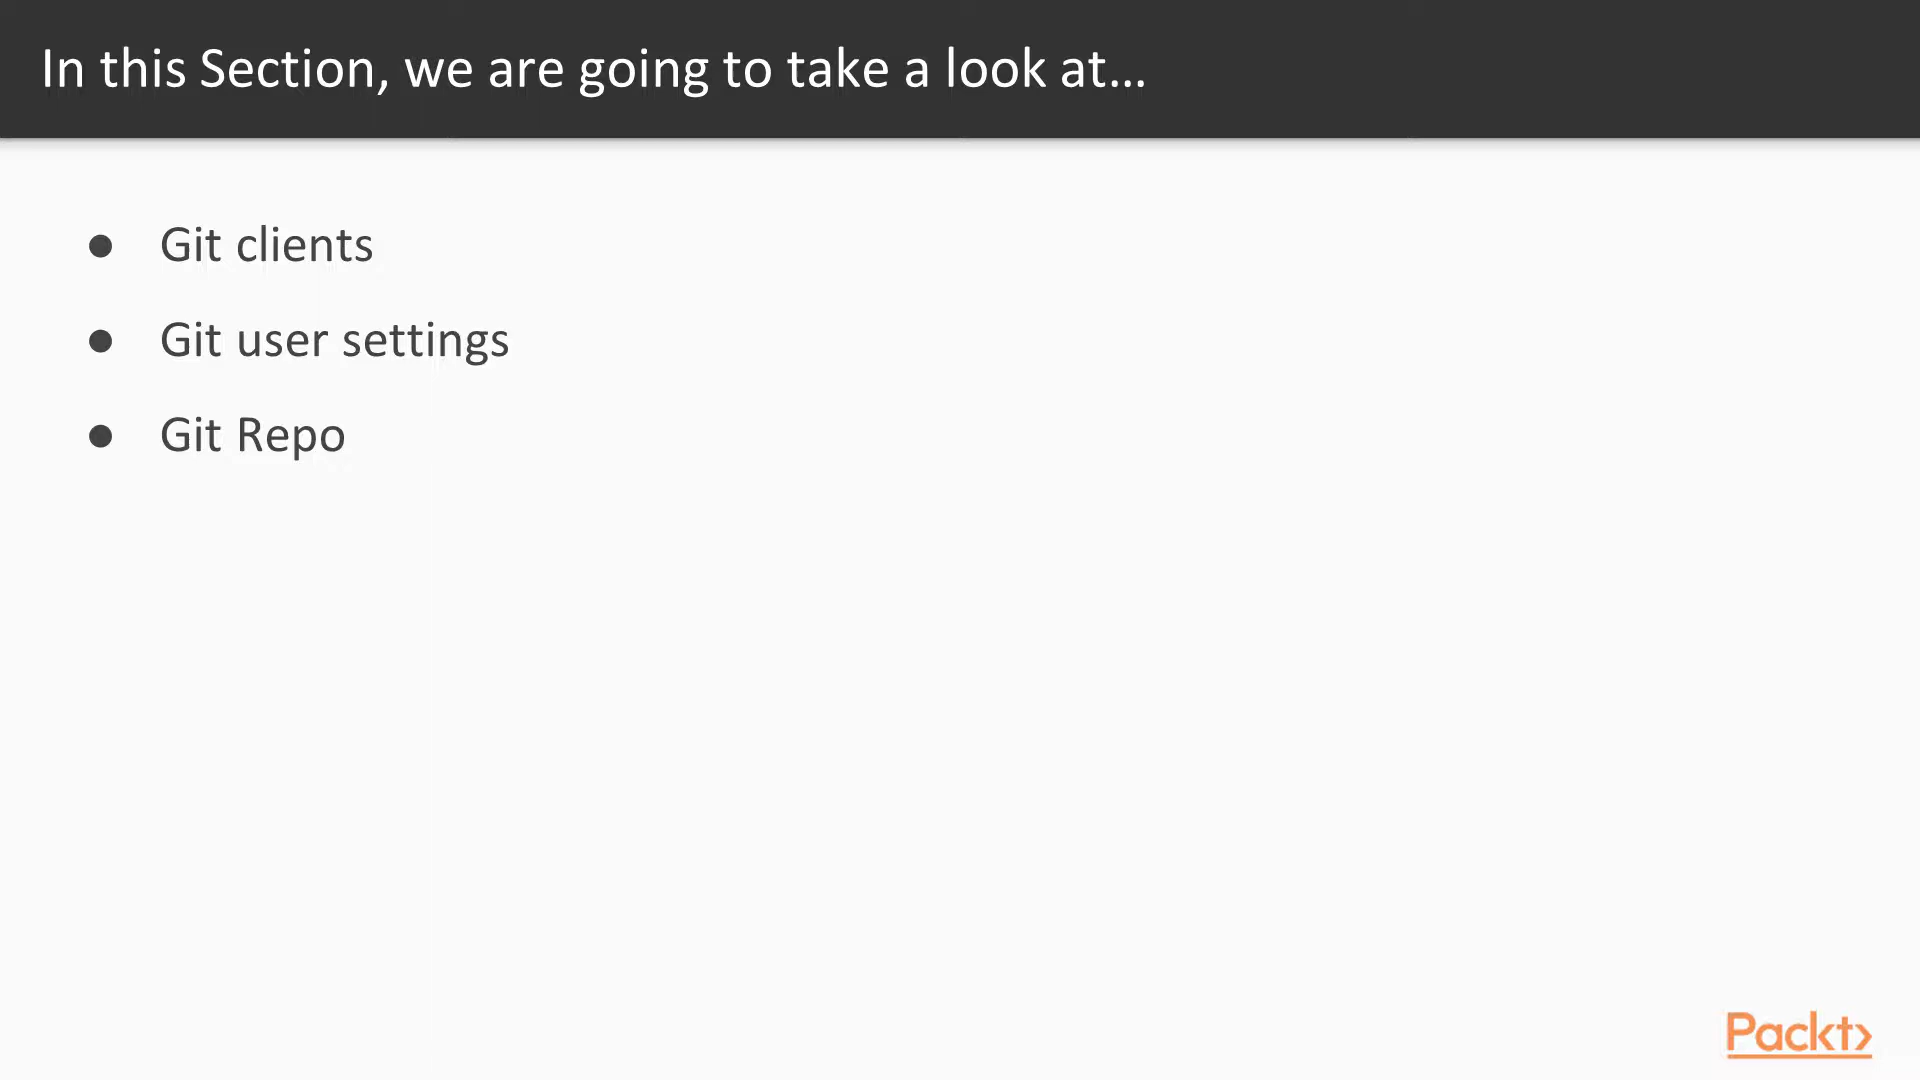 In this Section, we are going to take a look at...
● Git clients
● Git user settings
● Git Repo
Packt>